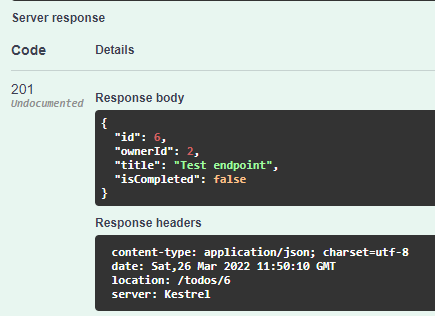 Server response
Code Details
201
Undocumented
Response body
{
  "id": 6,
  "ownerId": 2,
  "title": "Test endpoint",
  "isCompleted": false
}
Response headers
content-type: application/json; charset=utf-8
date: Sat,26 Mar 2022 11:50:10 GMT
location: /todos/6
server: Kestrel